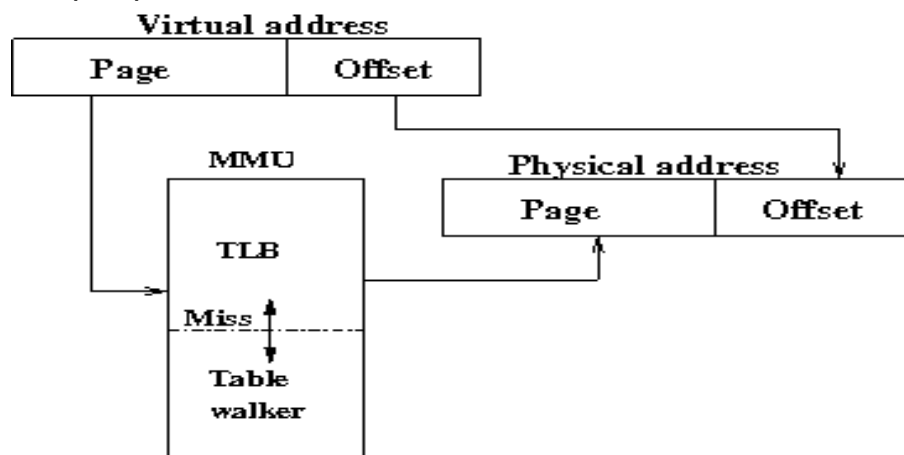 Virtual address
Page Offset
MMU
Physical address
Page Offset
TLB
Miss
Table
walker